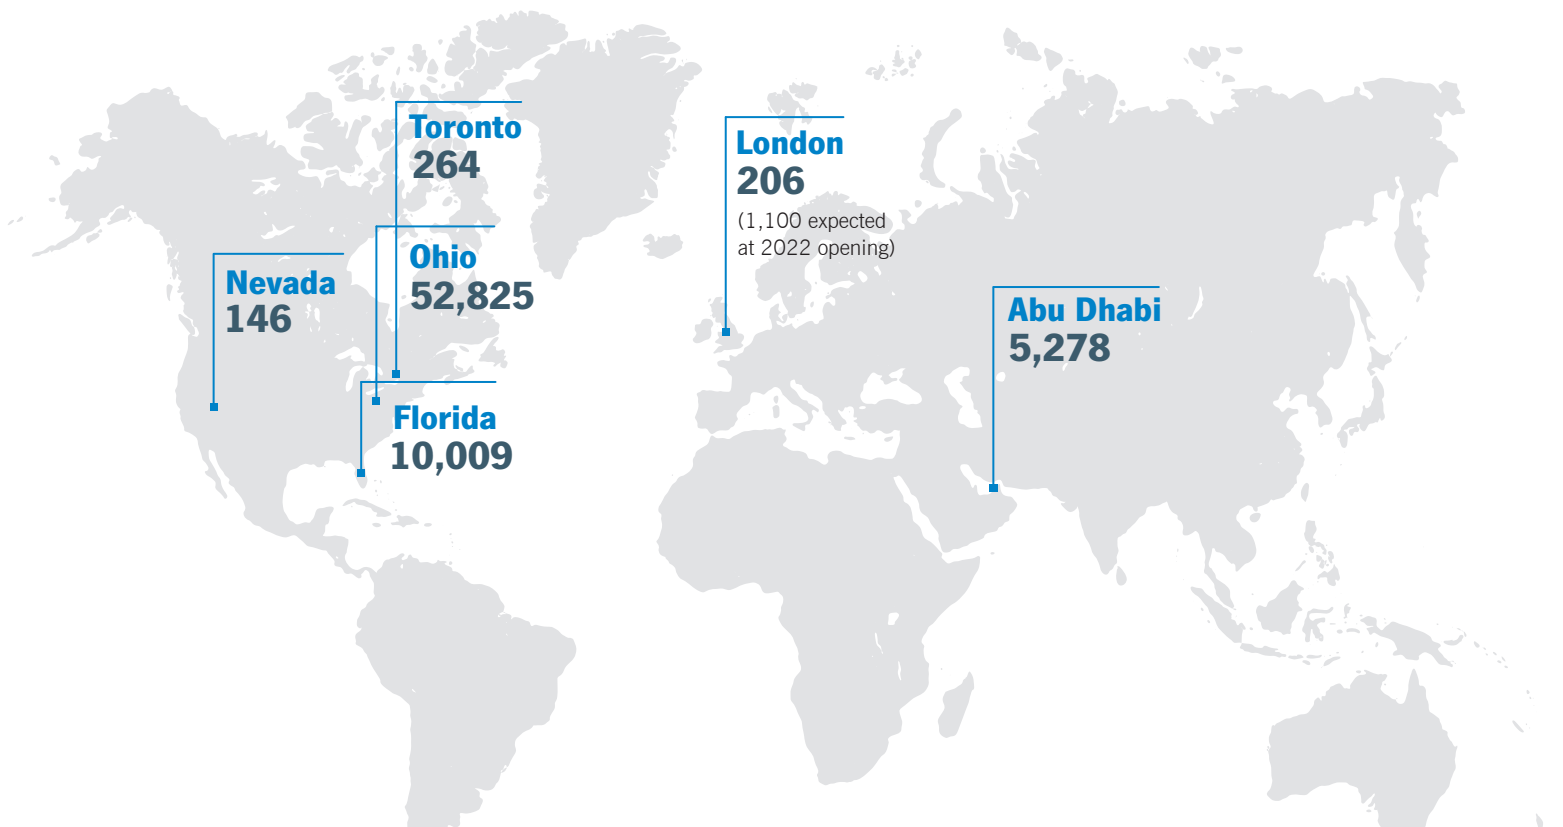 Toronto
264
London
206
(1,100 expected
at 2022 opening)
Ohio
52,825
Nevada
146
Abu Dhabi
5,278
Florida
10,009